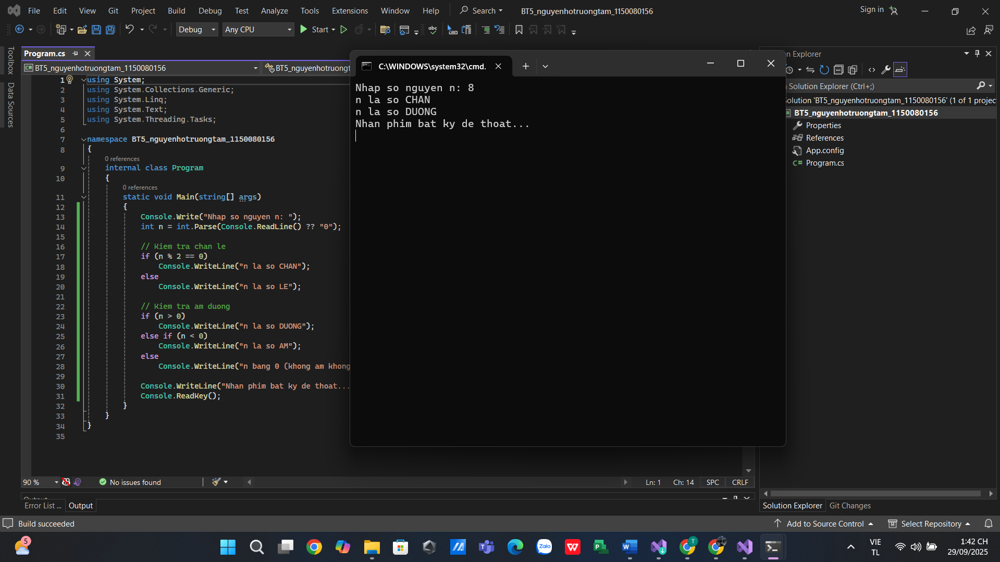 File Edit View Git Project Build Debug Test Analyze Tools Extensions Window Help Search BT5_nguyenhotruongtam_1150080156 Sign in
Debug Any CPU Start
Toolbox
Data Sources
Program.cs
BT5_nguyenhotruongtam_1150080156 BT5_nguyenhotruongt
1 using System;
2 using System.Collections.Generic;
3 using System.Linq;
4 using System.Text;
5 using System.Threading.Tasks;
6
7 namespace BT5_nguyenhotruongtam_1150080156
8 {
0 references
9 internal class Program
10 {
0 references
11 static void Main(string[] args)
12 {
13 Console.Write("Nhap so nguyen n: ");
14 int n = int.Parse(Console.ReadLine() ?? "0");
15
16 // Kiem tra chan le
17 if (n % 2 == 0)
18 Console.WriteLine("n la so CHAN");
19 else
20 Console.WriteLine("n la so LE");
21
22 // Kiem tra am duong
23 if (n > 0)
24 Console.WriteLine("n la so DUONG");
25 else if (n < 0)
26 Console.WriteLine("n la so AM");
27 else
28 Console.WriteLine("n bang 0 (khong am khong
29
30 Console.WriteLine("Nhan phim bat ky de thoat...
31 Console.ReadKey();
32 }
33 }
34 }
35
C:\WINDOWS\system32\cmd.
Nhap so nguyen n: 8
n la so CHAN
n la so DUONG
Nhan phim bat ky de thoat...
n Explorer
Solution Explorer (Ctrl+;)
olution 'BT5_nguyenhotruongtam_1150080156' (1 of 1 projec
BT5_nguyenhotruongtam_1150080156
Properties
References
App.config
C# Program.cs
90 % No issues found Ln: 1 Ch: 14 SPC CRLF
Error List ... Output
Solution Explorer Git Changes
Build succeeded Add to Source Control Select Repository
5
Zalo
T
VIE
TL
1:42 CH
29/09/2025